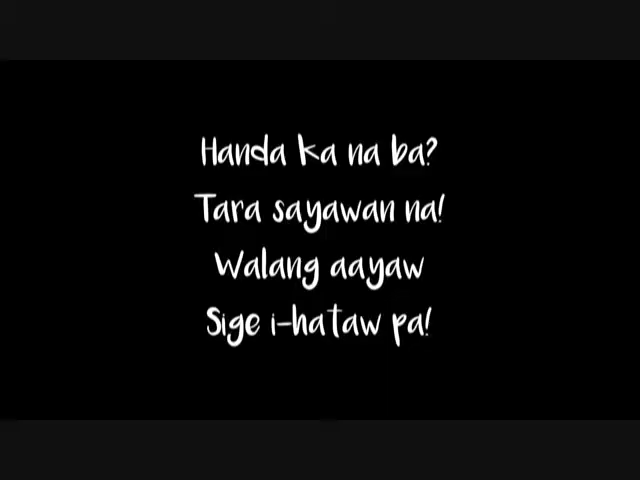 Handa ka na ba?
Tara sayawan na!
Walang aayaw
Sige i-hataw pa!